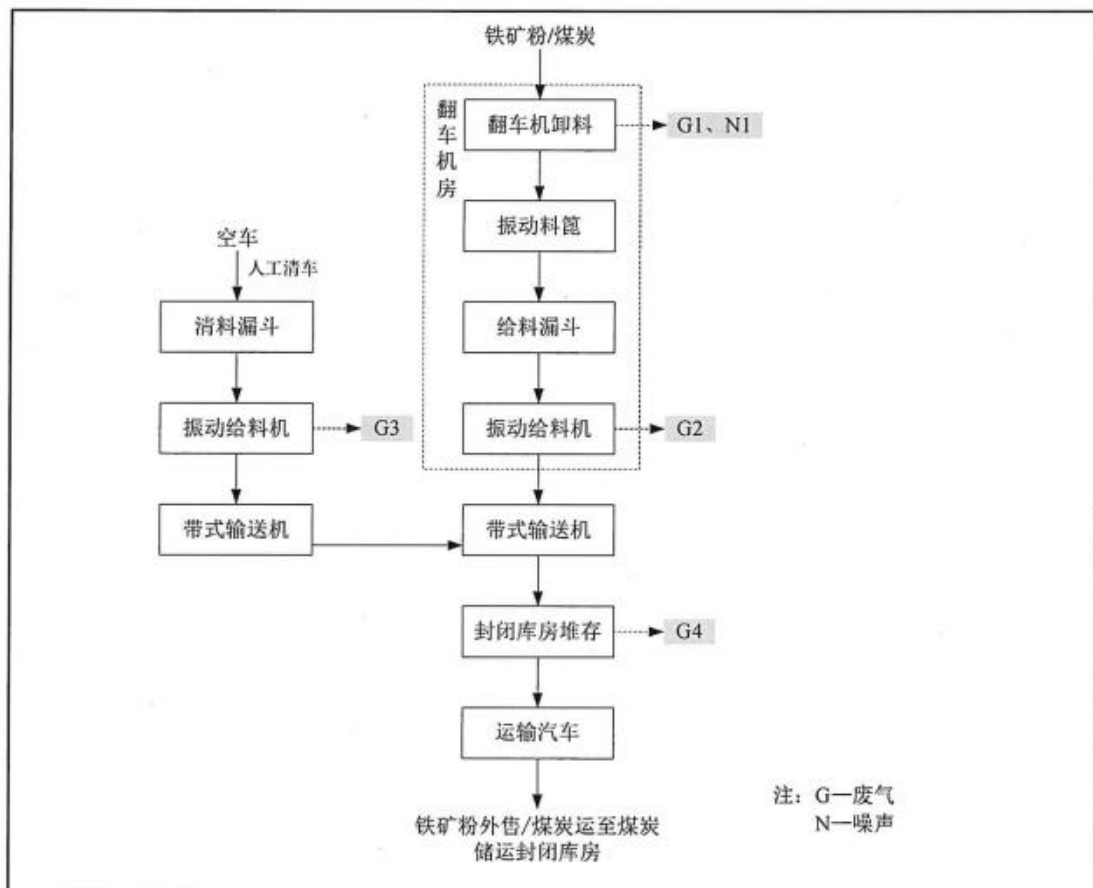 铁矿粉/煤炭
翻车机房
翻车机卸料
G1、N1
振动料篦
空车
人工清车
清料漏斗
给料漏斗
振动给料机
G3
振动给料机
G2
带式输送机
带式输送机
封闭库房堆存
G4
运输汽车
注：G—废气
N—噪声
铁矿粉外售/煤炭运至煤炭
储运封闭库房